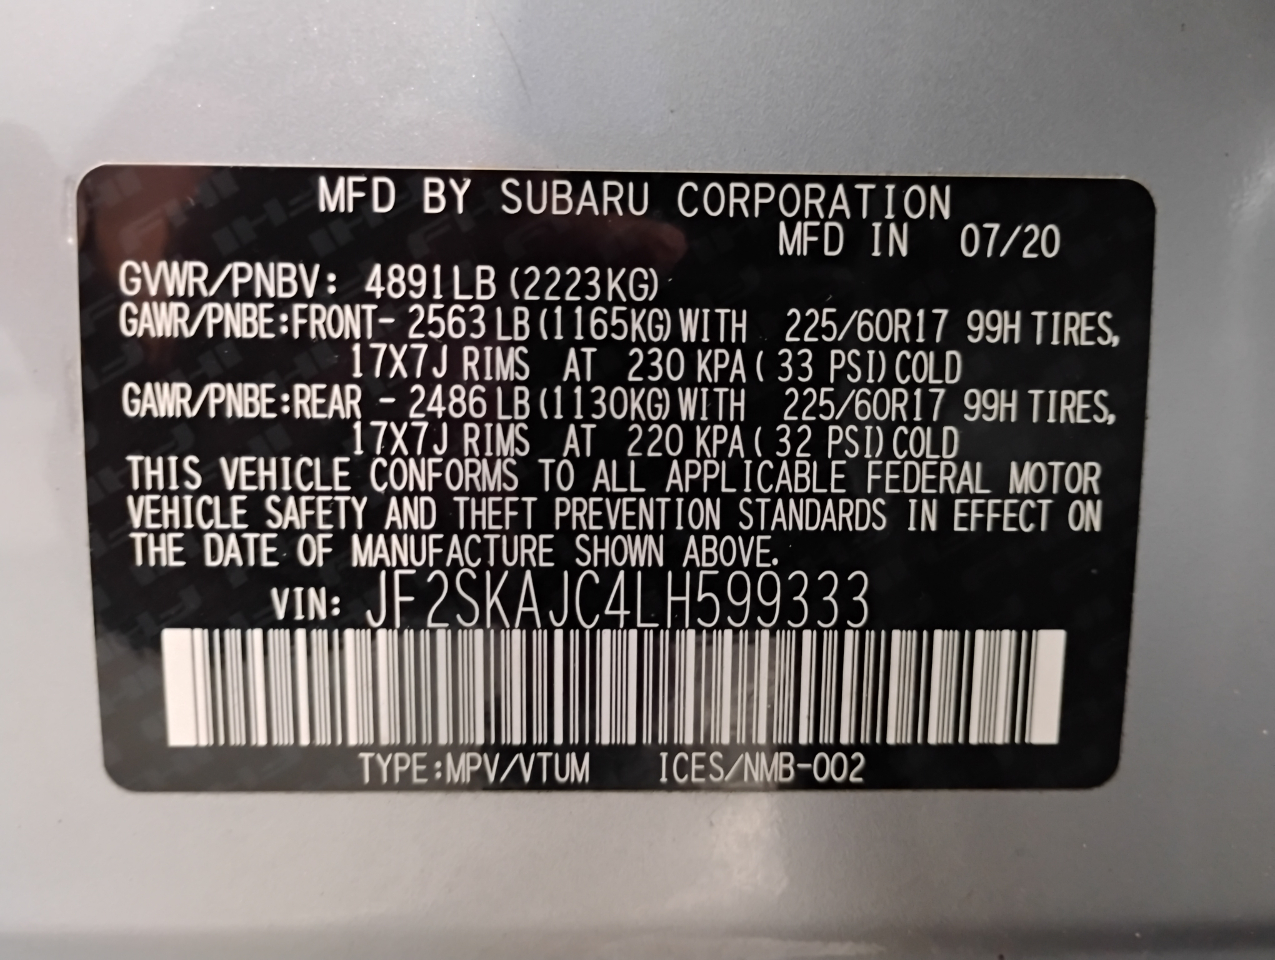 MFD BY SUBARU CORPORATION
MFD IN 07/20
GVWR/PNBV: 4891LB (2223KG)
GAWR/PNBE:FRONT- 2563 LB (1165KG) WITH 225/60R17 99H TIRES,
17X7J RIMS AT 230 KPA ( 33 PSI) COLD
GAWR/PNBE:REAR - 2486 LB (1130KG) WITH 225/60R17 99H TIRES,
17X7J RIMS AT 220 KPA ( 32 PSI) COLD
THIS VEHICLE CONFORMS TO ALL APPLICABLE FEDERAL MOTOR
VEHICLE SAFETY AND THEFT PREVENTION STANDARDS IN EFFECT ON
THE DATE OF MANUFACTURE SHOWN ABOVE.
VIN: JF2SKAJC4LH599333
TYPE:MPV/VTUM ICES/NMB-002